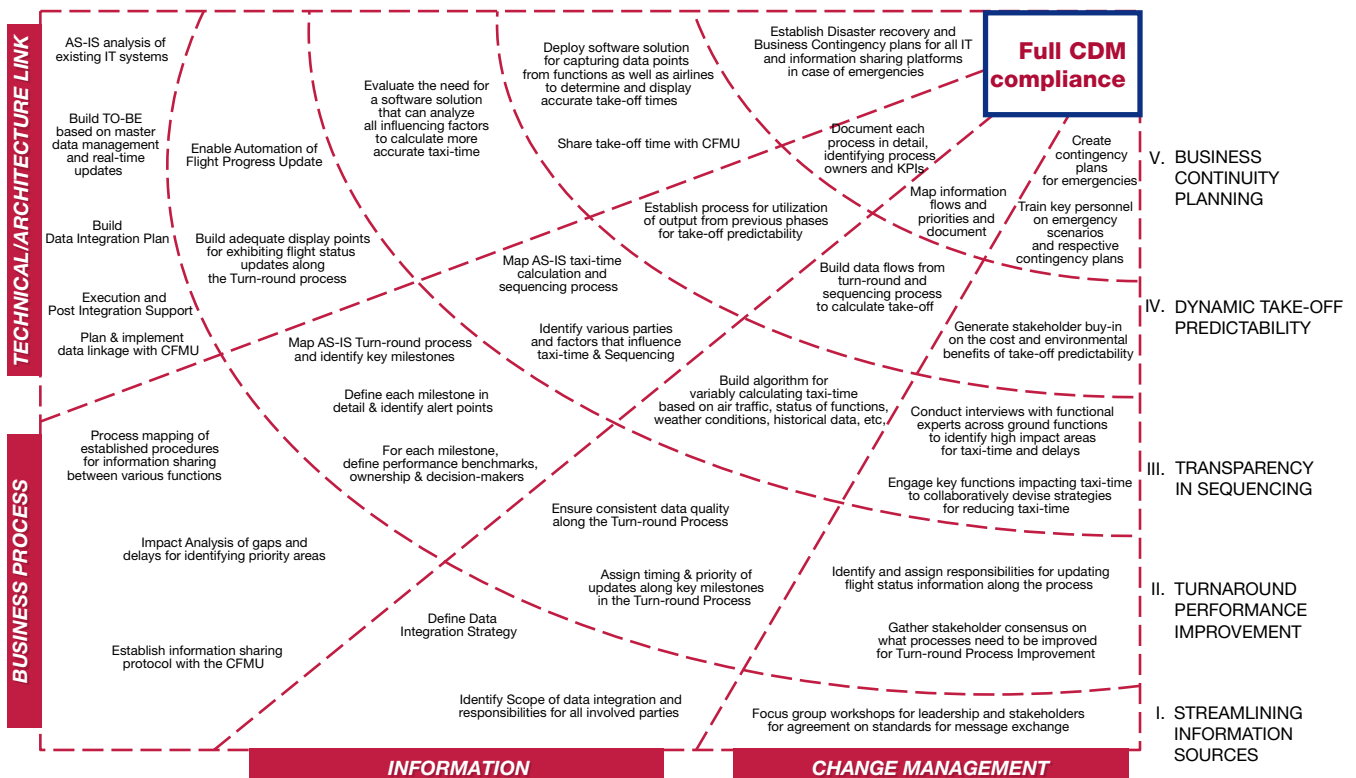 TECHNICAL/ARCHITECTURE LINK
BUSINESS PROCESS
AS-IS analysis of
existing IT systems
Build TO-BE
based on master
data management
and real-time
updates
Build
Data Integration Plan
Execution and
Post Integration Support
Plan & implement
data linkage with CFMU
Enable Automation of
Flight Progress Update
Build adequate display points
for exhibiting flight status
updates along
the Turn-round process
Evaluate the need for
a software solution
that can analyze
all influencing factors
to calculate more
accurate taxi-time
Deploy software solution
for capturing data points
from functions as well as airlines
to determine and display
accurate take-off times
Share take-off time with CFMU
Establish Disaster recovery and
Business Contingency plans for all IT
and information sharing platforms
in case of emergencies
Full CDM
compliance
Process mapping of
established procedures
for information sharing
between various functions
Impact Analysis of gaps and
delays for identifying priority areas
Establish information sharing
protocol with the CFMU
Map AS-IS Turn-round process
and identify key milestones
Define each milestone in
detail & identify alert points
For each milestone,
define performance benchmarks,
ownership & decision-makers
Map AS-IS taxi-time
calculation and
sequencing process
Identify various parties
and factors that influence
taxi-time & Sequencing
Establish process for utilization
of output from previous phases
for take-off predictability
Document each
process in detail,
identifying process
owners and KPIs
Define Data
Integration Strategy
Identify Scope of data integration and
responsibilities for all involved parties
Ensure consistent data quality
along the Turn-round Process
Assign timing & priority of
updates along key milestones
in the Turn-round Process
Build algorithm for
variably calculating taxi-time
based on air traffic, status of functions,
weather conditions, historical data, etc,
Build data flows from
turn-round and
sequencing process
to calculate take-off
Map information
flows and
priorities and
document
Create
contingency
plans
for emergencies
Train key personnel
on emergency
scenarios
and respective
contingency plans
Generate stakeholder buy-in
on the cost and environmental
benefits of take-off predictability
Conduct interviews with functional
experts across ground functions
to identify high impact areas
for taxi-time and delays
Engage key functions impacting taxi-time
to collaboratively devise strategies
for reducing taxi-time
Identify and assign responsibilities for updating
flight status information along the process
Gather stakeholder consensus on
what processes need to be improved
for Turn-round Process Improvement
Focus group workshops for leadership and stakeholders
for agreement on standards for message exchange
V. BUSINESS
CONTINUITY
PLANNING
IV. DYNAMIC TAKE-OFF
PREDICTABILITY
III. TRANSPARENCY
IN SEQUENCING
II. TURNAROUND
PERFORMANCE
IMPROVEMENT
I. STREAMLINING
INFORMATION
SOURCES
INFORMATION
CHANGE MANAGEMENT